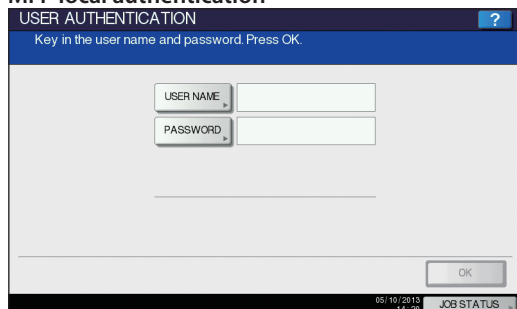 MFP local authentication
USER AUTHENTICATION
?
Key in the user name and password. Press OK.
USER NAME
PASSWORD
OK
05/10/2013
JOB STATUS